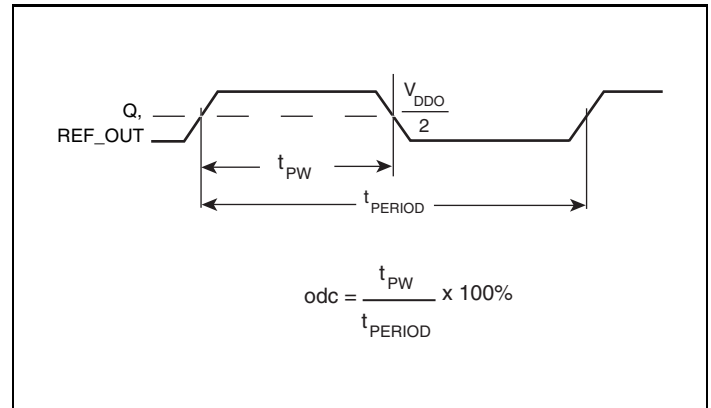 V_DDO
2
Q,
REF_OUT
t_PW
t_PERIOD
odc = t_PW / t_PERIOD x 100%